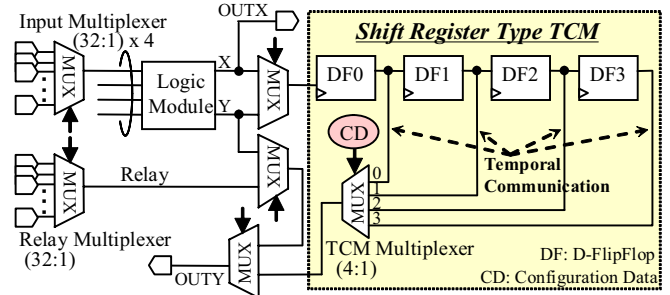 Input Multiplexer
(32:1) x 4
OUTX
Shift Register Type TCM
MUX
X
Logic
Module
Y
MUX
DF0
DF1
DF2
DF3
CD
Temporal
Communication
MUX
Relay
MUX
MUX
0
1
2
3
Relay Multiplexer
(32:1)
MUX
OUTY
TCM Multiplexer
(4:1)
DF: D-FlipFlop
CD: Configuration Data